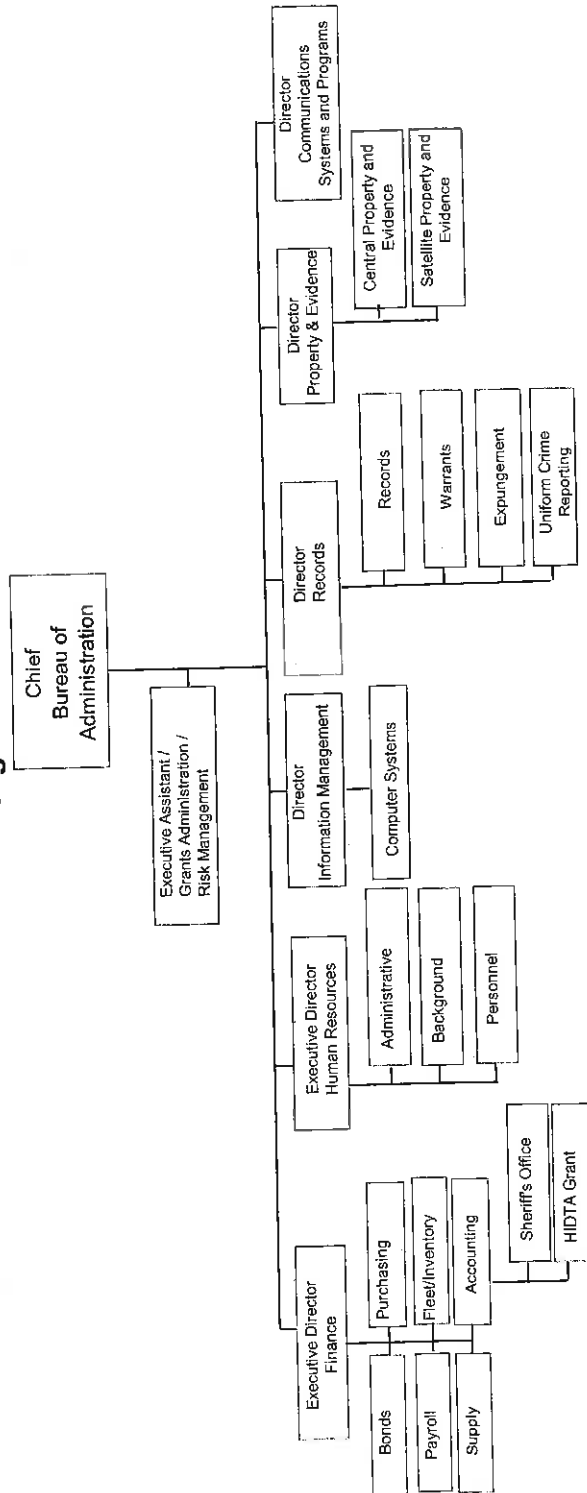 Chief
Bureau of
Administration
Executive Assistant /
Grants Administration /
Risk Management
Executive Director
Finance
Bonds
Purchasing
Payroll
Fleet/Inventory
Supply
Accounting
Sheriff's Office
HIDTA Grant
Executive Director
Human Resources
Administrative
Background
Personnel
Director
Information Management
Computer Systems
Director
Records
Records
Warrants
Expungement
Uniform Crime
Reporting
Director
Property & Evidence
Central Property and
Evidence
Satellite Property and
Evidence
Director
Communications
Systems and Programs